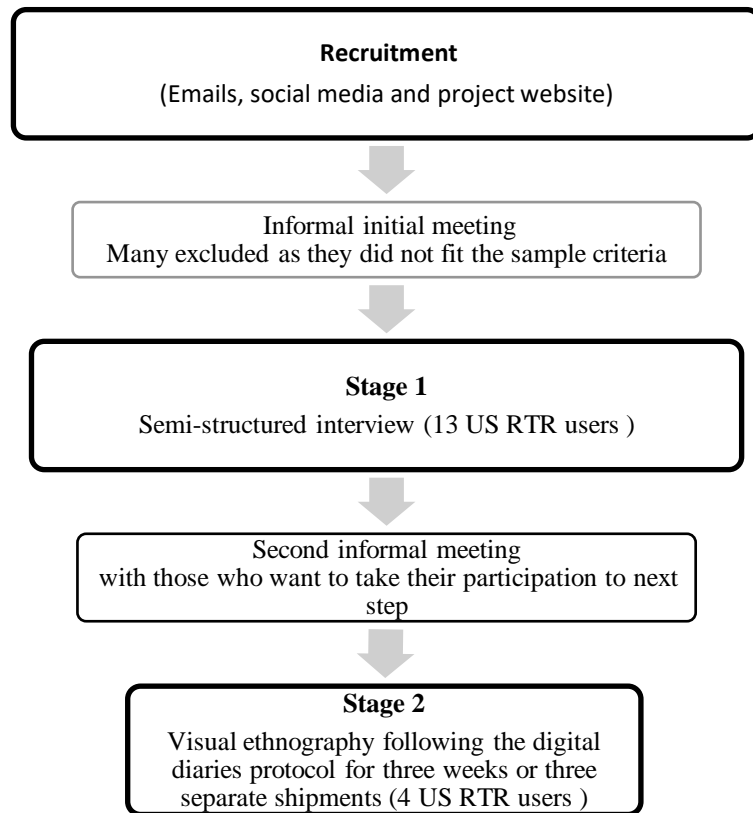 Recruitment
(Emails, social media and project website)
Informal initial meeting
Many excluded as they did not fit the sample criteria
Stage 1
Semi-structured interview (13 US RTR users )
Second informal meeting
with those who want to take their participation to next
step
Stage 2
Visual ethnography following the digital
diaries protocol for three weeks or three
separate shipments (4 US RTR users )